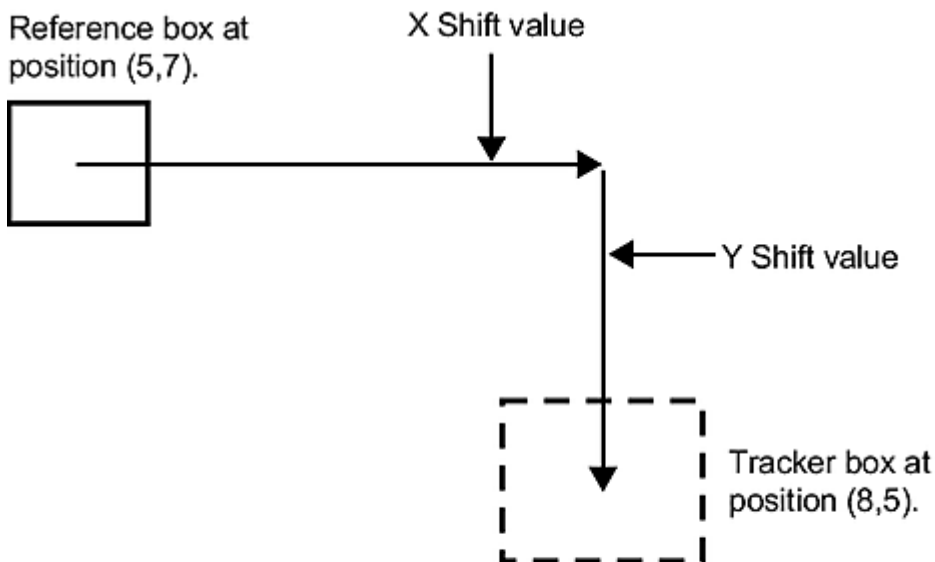 Reference box at
position (5,7).
X Shift value
Y Shift value
Tracker box at
position (8,5).